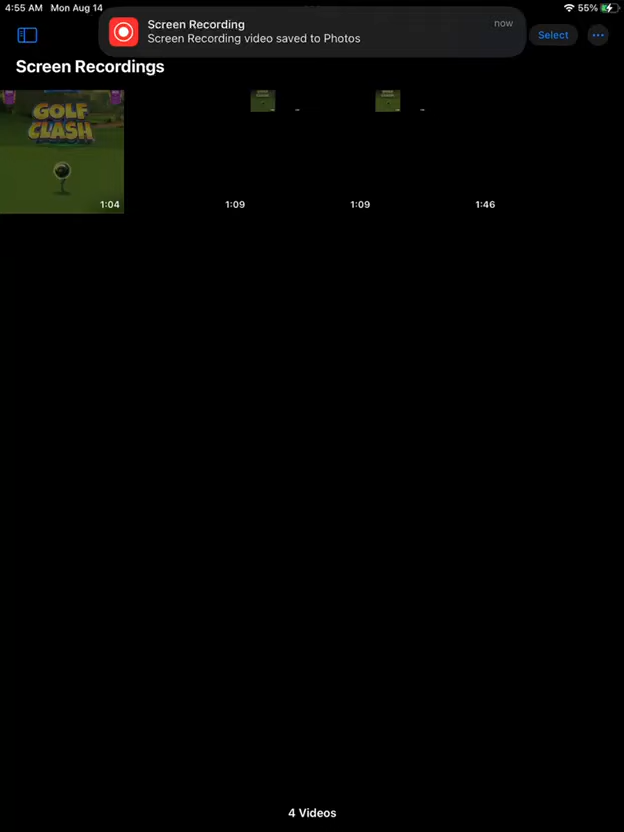 4:55 AM Mon Aug 14
55%
Screen Recording
now
Screen Recording video saved to Photos
Select
Screen Recordings
GOLF
CLASH
1:04
1:09
1:09
1:46
4 Videos